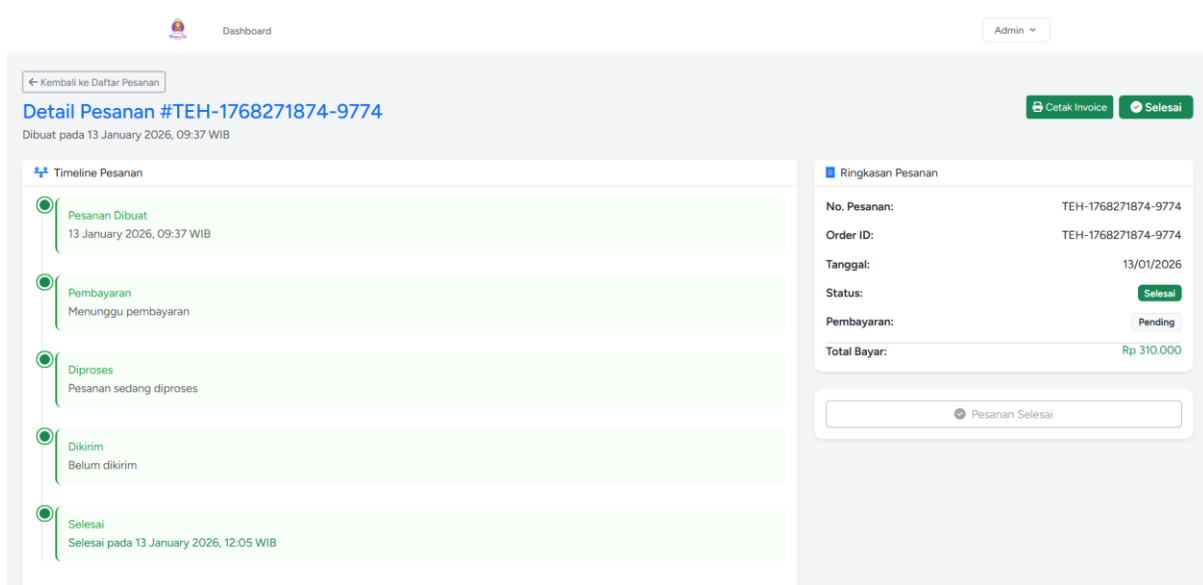 Dashboard
Admin
Kembali ke Daftar Pesanan
Detail Pesanan #TEH-1768271874-9774
Dibuat pada 13 January 2026, 09:37 WIB
Cetak Invoice
Selesai
Timeline Pesanan
Pesanan Dibuat
13 January 2026, 09:37 WIB
Pembayaran
Menunggu pembayaran
Diproses
Pesanan sedang diproses
Dikirim
Belum dikirim
Selesai
Selesai pada 13 January 2026, 12:05 WIB
Ringkasan Pesanan
No. Pesanan: TEH-1768271874-9774
Order ID: TEH-1768271874-9774
Tanggal: 13/01/2026
Status: Selesai
Pembayaran: Pending
Total Bayar: Rp 310.000
Pesanan Selesai